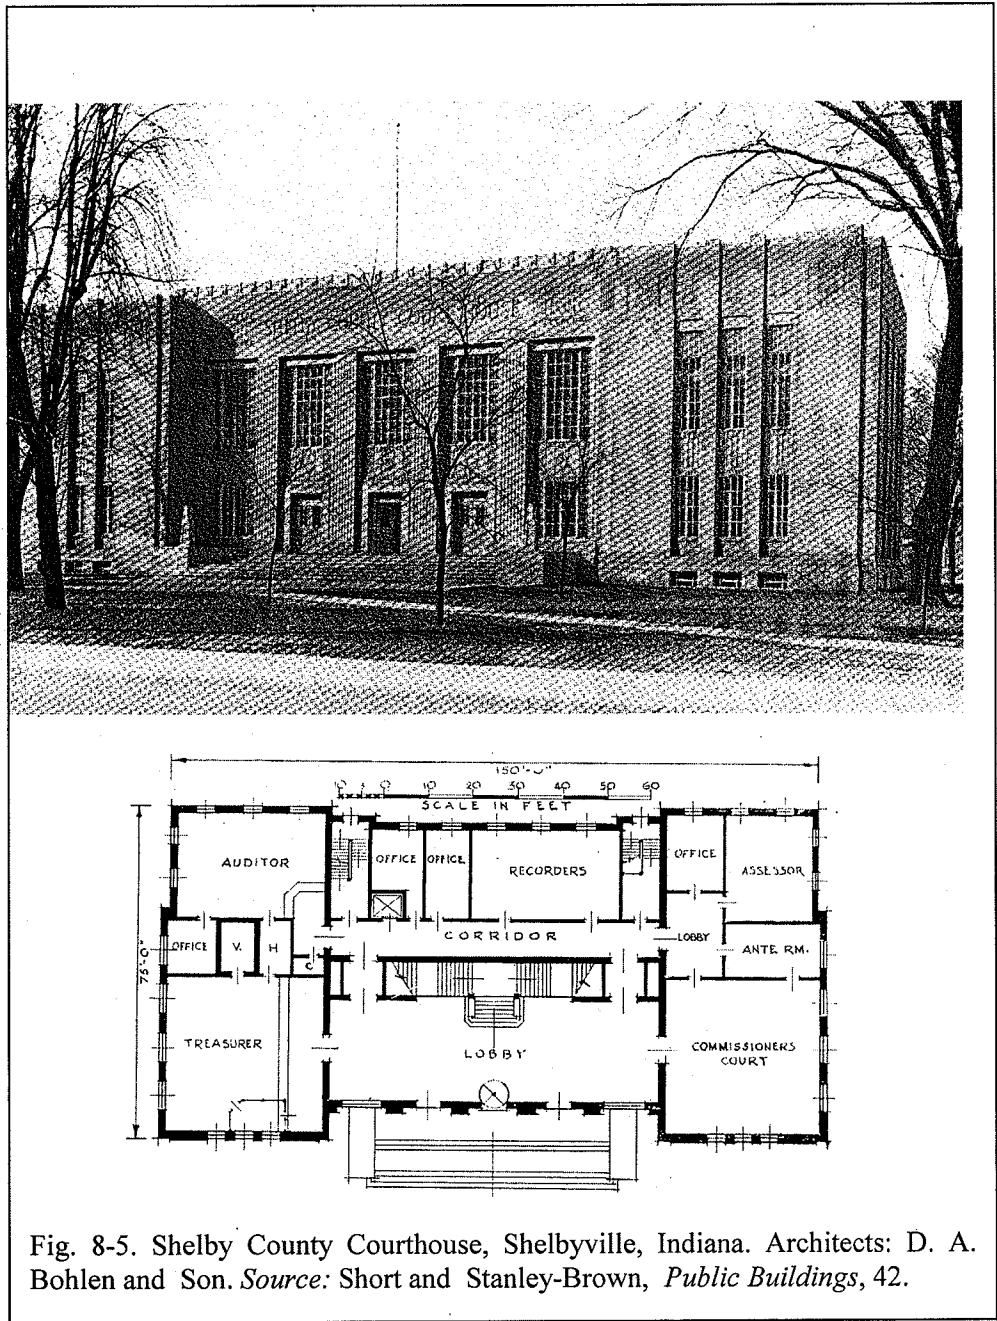 150'-0"
10 5 0 10 20 30 40 50 60
SCALE IN FEET
AUDITOR
OFFICE
OFFICE
RECORDERS
OFFICE
ASSESSOR
75'-0"
OFFICE
V.
H
C
CORRIDOR
LOBBY
ANTE RM.
TREASURER
LOBBY
COMMISSIONERS
COURT
Fig. 8-5. Shelby County Courthouse, Shelbyville, Indiana. Architects: D. A.
Bohlen and Son. Source: Short and Stanley-Brown, Public Buildings, 42.